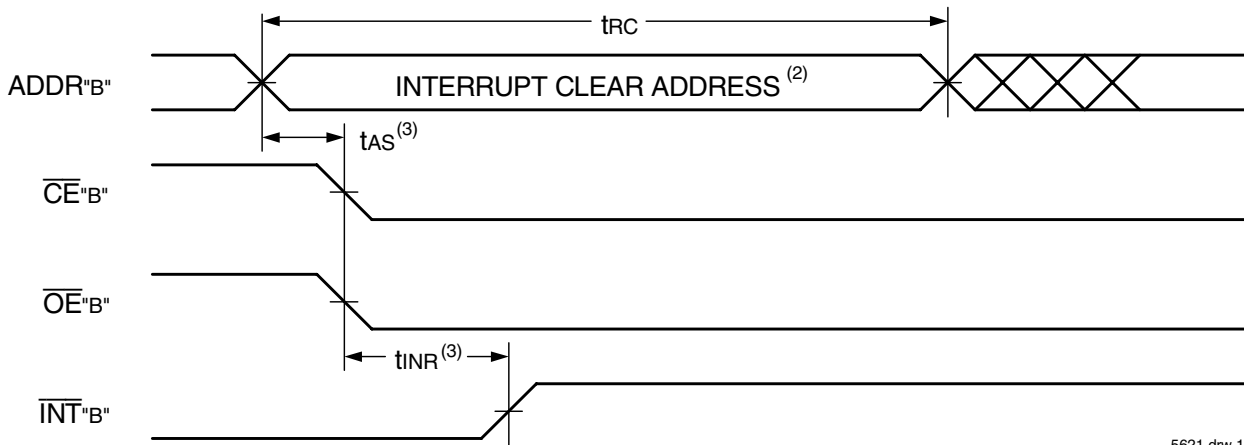 tRC
ADDR"B"
INTERRUPT CLEAR ADDRESS (2)
tAS(3)
CE"B"
OE"B"
tINR(3)
INT"B"